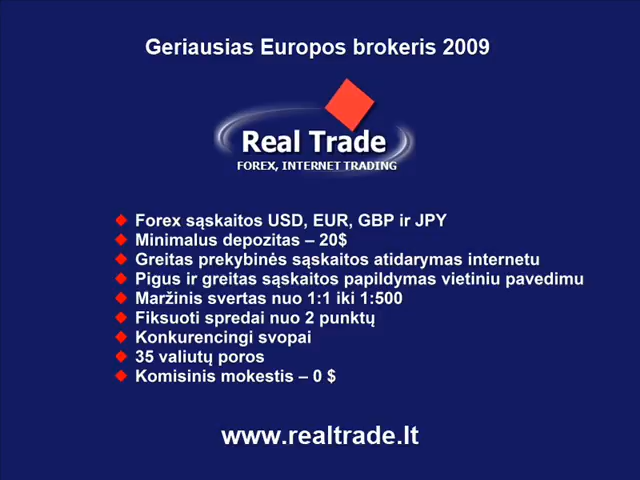 Geriausias Europos brokeris 2009
Real Trade
FOREX, INTERNET TRADING
Forex sąskaitos USD, EUR, GBP ir JPY
Minimalus depozitas – 20$
Greitas prekybinės sąskaitos atidarymas internetu
Pigus ir greitas sąskaitos papildymas vietiniu pavedimu
Maržinis svertas nuo 1:1 iki 1:500
Fiksuoti spredai nuo 2 punktų
Konkurencingi svopai
35 valiutų poros
Komisinis mokestis – 0 $
www.realtrade.lt